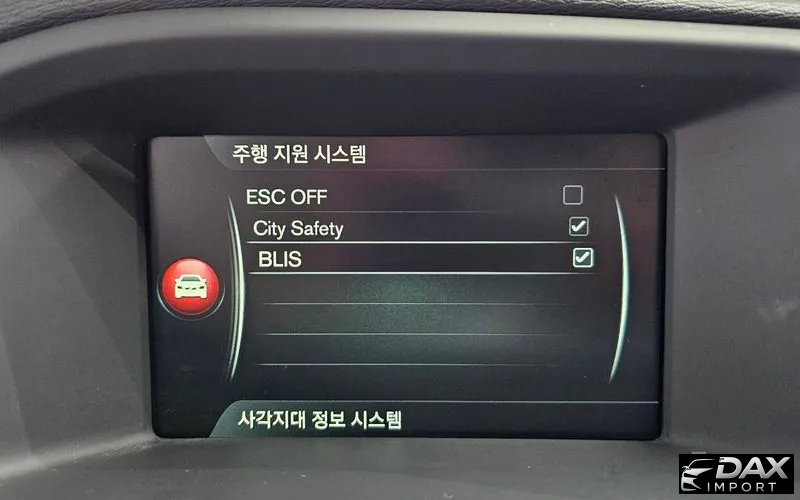 주행 지원 시스템
ESC OFF
City Safety
BLIS
사각지대 정보 시스템
DAX
IMPORT